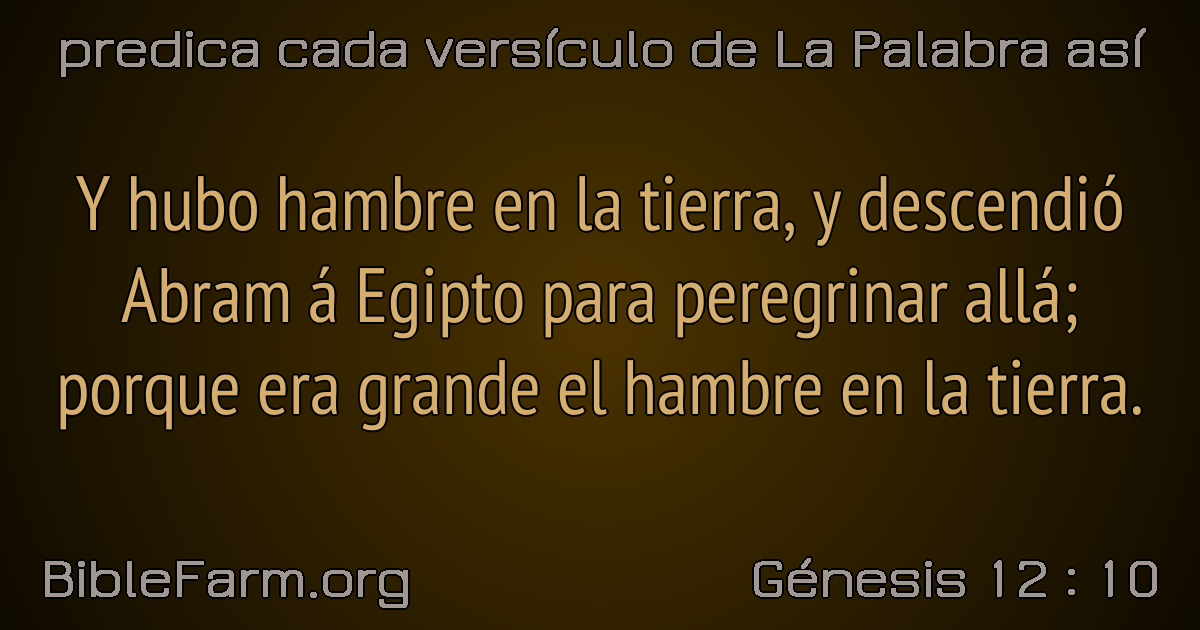 predica cada versículo de La Palabra así
Y hubo hambre en la tierra, y descendió
Abram á Egipto para peregrinar allá;
porque era grande el hambre en la tierra.
BibleFarm.org
Génesis 12 : 10